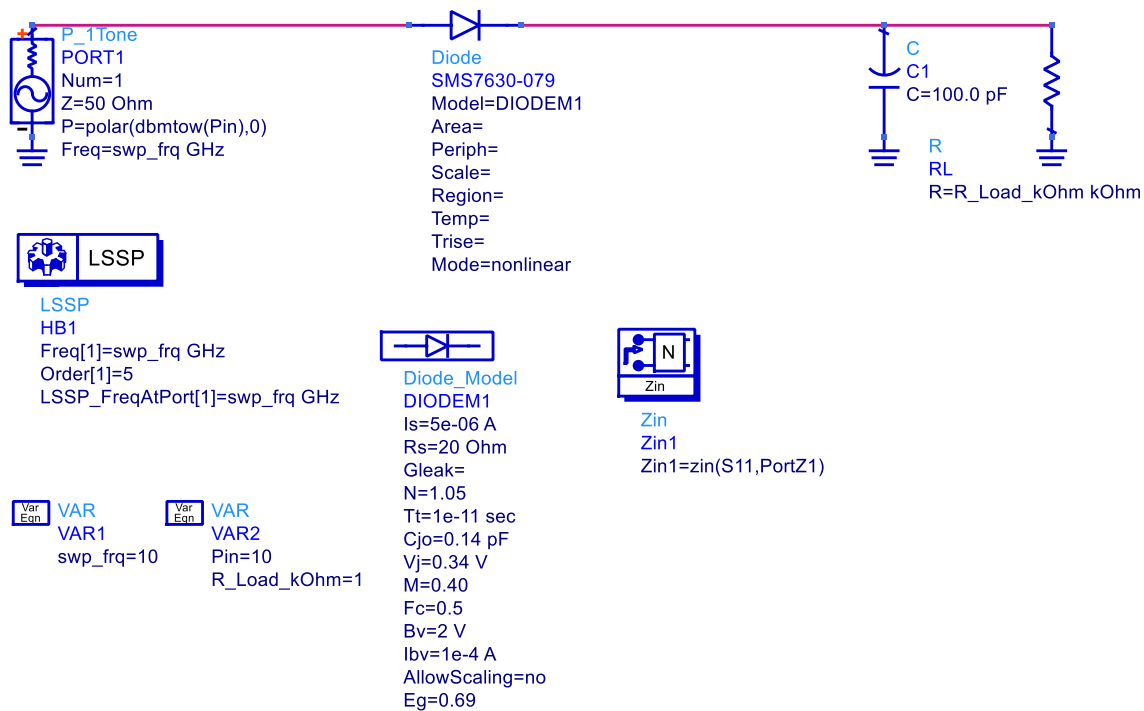 P_1Tone
PORT1
Num=1
Z=50 Ohm
P=polar(dbmtow(Pin),0)
Freq=swp_frq GHz
Diode
SMS7630-079
Model=DIODEM1
Area=
Periph=
Scale=
Region=
Temp=
Trise=
Mode=nonlinear
C
C1
C=100.0 pF
R
RL
R=R_Load_kOhm kOhm
LSSP
LSSP
HB1
Freq[1]=swp_frq GHz
Order[1]=5
LSSP_FreqAtPort[1]=swp_frq GHz
Diode_Model
DIODEM1
Is=5e-06 A
Rs=20 Ohm
Gleak=
N=1.05
Tt=1e-11 sec
Cjo=0.14 pF
Vj=0.34 V
M=0.40
Fc=0.5
Bv=2 V
Ibv=1e-4 A
AllowScaling=no
Eg=0.69
N
Zin
Zin
Zin1
Zin1=zin(S11,PortZ1)
Var
Eqn
VAR
VAR1
swp_frq=10
Var
Eqn
VAR
VAR2
Pin=10
R_Load_kOhm=1